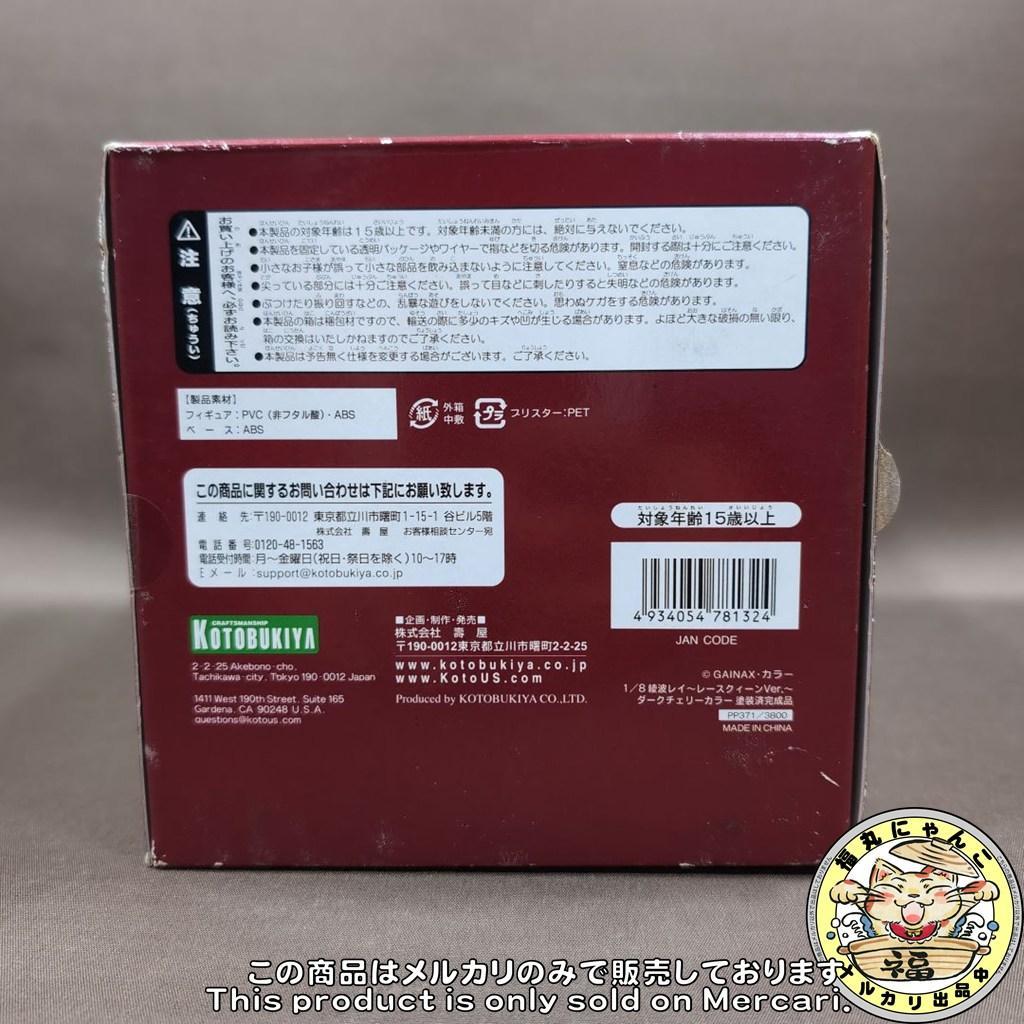 注意(ちゅうい)
お買い上げのお客様へ、必ずお読み下さい。
●本製品の対象年齢は15歳以上です。対象年齢未満の方には、絶対に与えないでください。
●本製品を固定している透明パッケージやワイヤーで指などを切る危険があります。開封する際は十分にご注意ください。
●小さなお子様が誤って小さな部品を飲み込まないように注意してください。窒息などの危険があります。
●尖っている部分には十分ご注意ください。誤って目などに刺したりすると失明などの危険があります。
●ぶつけたり振り回すなどの、乱暴な遊びをしないでください。思わぬケガをする危険があります。
●本製品の箱は梱包材ですので、輸送の際に多少のキズや凹が生じる場合があります。よほど大きな破損の無い限り、
箱の交換はいたしかねますのでご了承ください。
●本製品は予告無く仕様を変更する場合がございます。ご了承ください。
【製品素材】
フィギュア:PVC(非フタル酸)・ABS
ベース:ABS
紙 外箱
中敷
プラ ブリスター:PET
この商品に関するお問い合わせは下記にお願い致します。
連絡先:〒190-0012 東京都立川市曙町1-15-1 谷ビル5階
株式会社 壽屋 お客様相談センター宛
電話番号:0120-48-1563
電話受付時間:月〜金曜日(祝日・祭日を除く)10〜17時
Eメール:support@kotobukiya.co.jp
対象年齢15歳以上
4 934054 781324
JAN CODE
CRAFTSMANSHIP
KOTOBUKIYA
2-2-25 Akebono-cho,
Tachikawa-city, Tokyo 190-0012 Japan
1411 West 190th Street, Suite 165
Gardena, CA 90248 U.S.A.
questions@kotous.com
■企画・制作・発売■
株式会社 壽屋
〒190-0012東京都立川市曙町2-2-25
www.kotobukiya.co.jp
www.KotoUS.com
Produced by KOTOBUKIYA CO.,LTD.
© GAINAX・カラー
1/8 綾波レイ〜レースクィーンVer.〜
ダークチェリーカラー 塗装済完成品
PP371/3800
MADE IN CHINA
福丸にゃんこ
福
メルカリ出品中
この商品はメルカリのみで販売しております。
This product is only sold on Mercari.